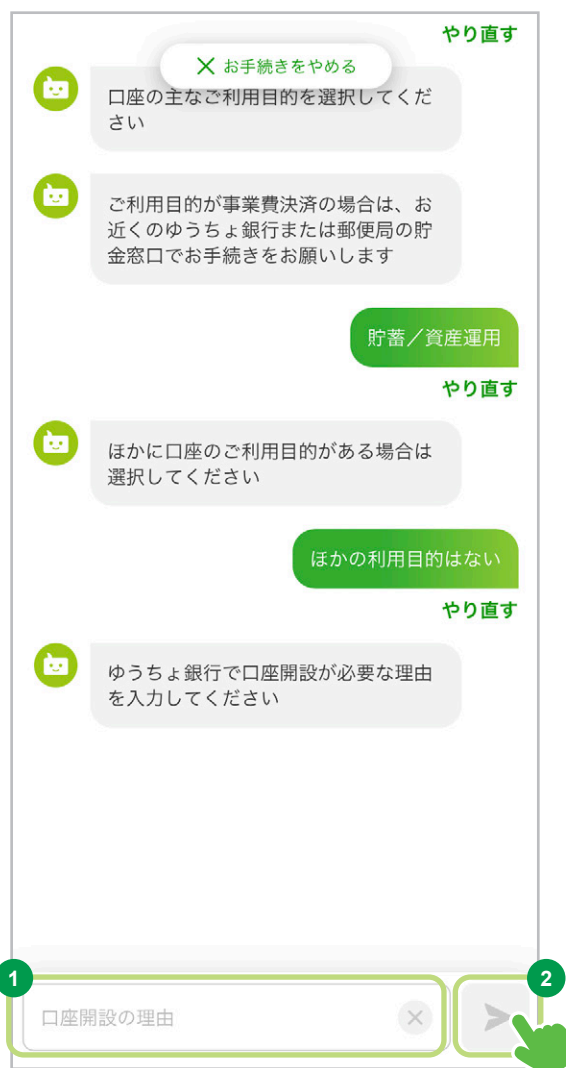 やり直す
お手続きをやめる
口座の主なご利用目的を選択してくだ
さい
ご利用目的が事業費決済の場合は、お
近くのゆうちょ銀行または郵便局の貯
金窓口でお手続きをお願いします
貯蓄／資産運用
やり直す
ほかに口座のご利用目的がある場合は
選択してください
ほかの利用目的はない
やり直す
ゆうちょ銀行で口座開設が必要な理由
を入力してください
1
2
口座開設の理由